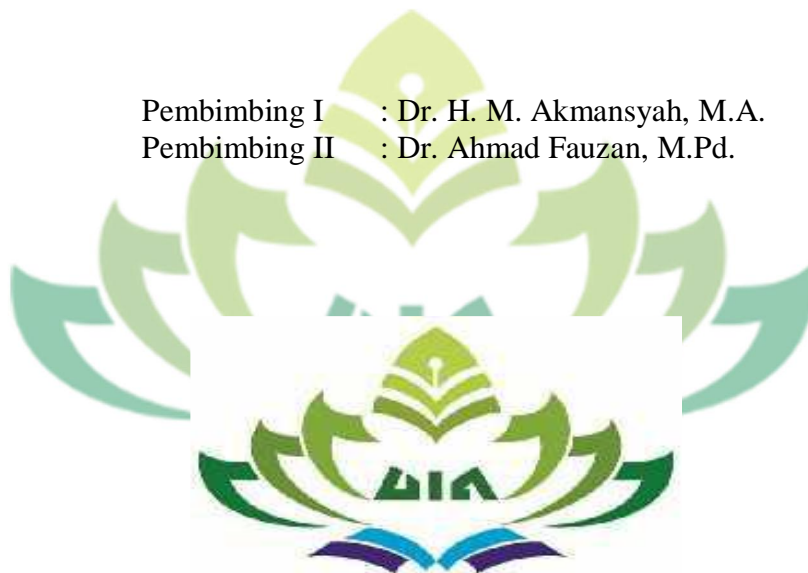 Pembimbing I : Dr. H. M. Akmansyah, M.A.
Pembimbing II : Dr. Ahmad Fauzan, M.Pd.
UIN